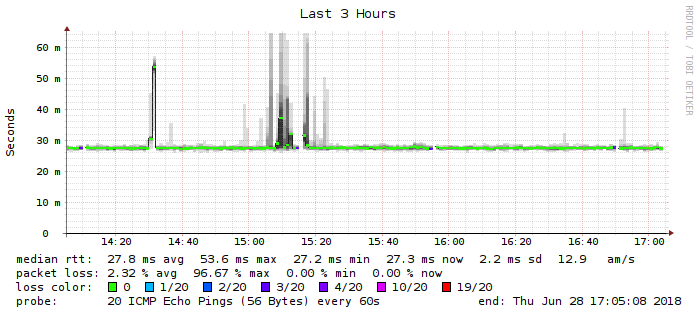 Last 3 Hours
RRDTOOL / TOBI OETIKER
Seconds
60 m
50 m
40 m
30 m
20 m
10 m
0
14:20 14:40 15:00 15:20 15:40 16:00 16:20 16:40 17:00
median rtt: 27.8 ms avg 53.6 ms max 27.2 ms min 27.3 ms now 2.2 ms sd 12.9 am/s
packet loss: 2.32 % avg 96.67 % max 0.00 % min 0.00 % now
loss color: 0 1/20 2/20 3/20 4/20 10/20 19/20
probe: 20 ICMP Echo Pings (56 Bytes) every 60s end: Thu Jun 28 17:05:08 2018